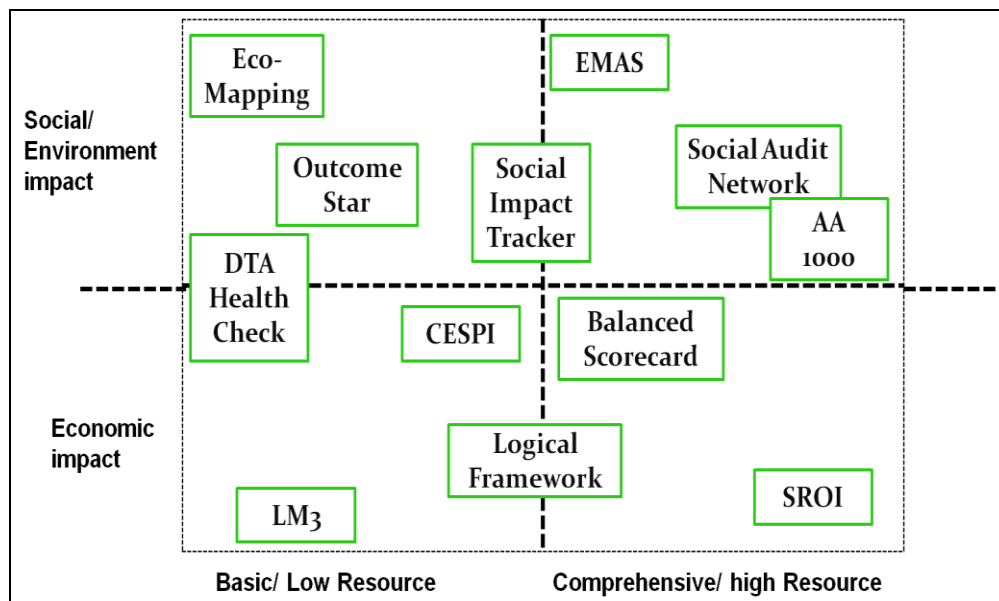 Eco-
Mapping
EMAS
Social/
Environment
impact
Outcome
Star
Social
Impact
Tracker
Social Audit
Network
AA
1000
DTA
Health
Check
CESPI
Balanced
Scorecard
Economic
impact
Logical
Framework
LM3
SROI
Basic/ Low Resource
Comprehensive/ high Resource